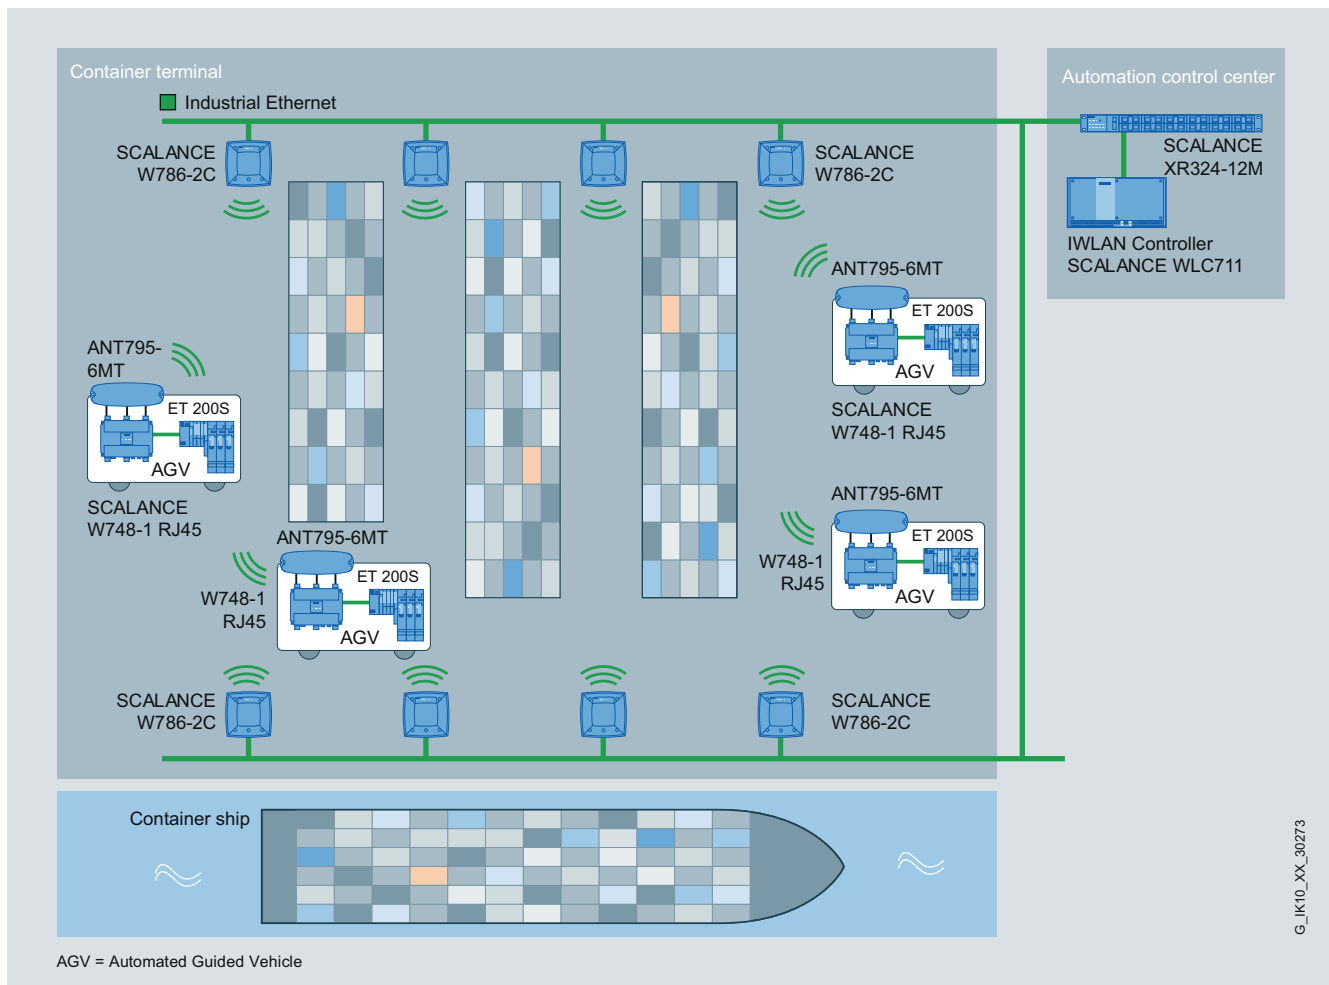 Container terminal
Industrial Ethernet
SCALANCE
W786-2C
SCALANCE
W786-2C
Automation control center
SCALANCE
XR324-12M
IWLAN Controller
SCALANCE WLC711
ANT795-6MT
ET 200S
AGV
SCALANCE
W748-1 RJ45
ANT795-
6MT
ET 200S
AGV
SCALANCE
W748-1 RJ45
ANT795-6MT
ET 200S
W748-1
RJ45
AGV
ANT795-6MT
ET 200S
W748-1
RJ45
AGV
SCALANCE
W786-2C
SCALANCE
W786-2C
Container ship
G_IK10_XX_30273
AGV = Automated Guided Vehicle